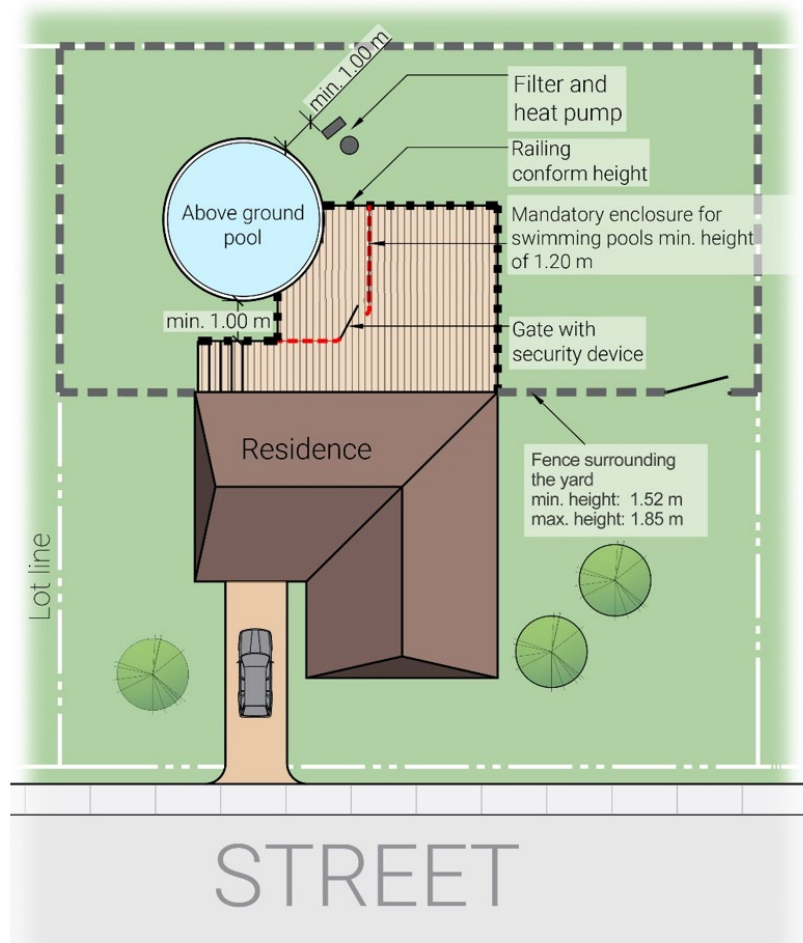 min. 1.00 m
Filter and
heat pump
Railing
conform height
Above ground
pool
Mandatory enclosure for
swimming pools min. height
of 1.20 m
min. 1.00 m
Gate with
security device
Residence
Fence surrounding
the yard
min. height: 1.52 m
max. height: 1.85 m
Lot line
STREET